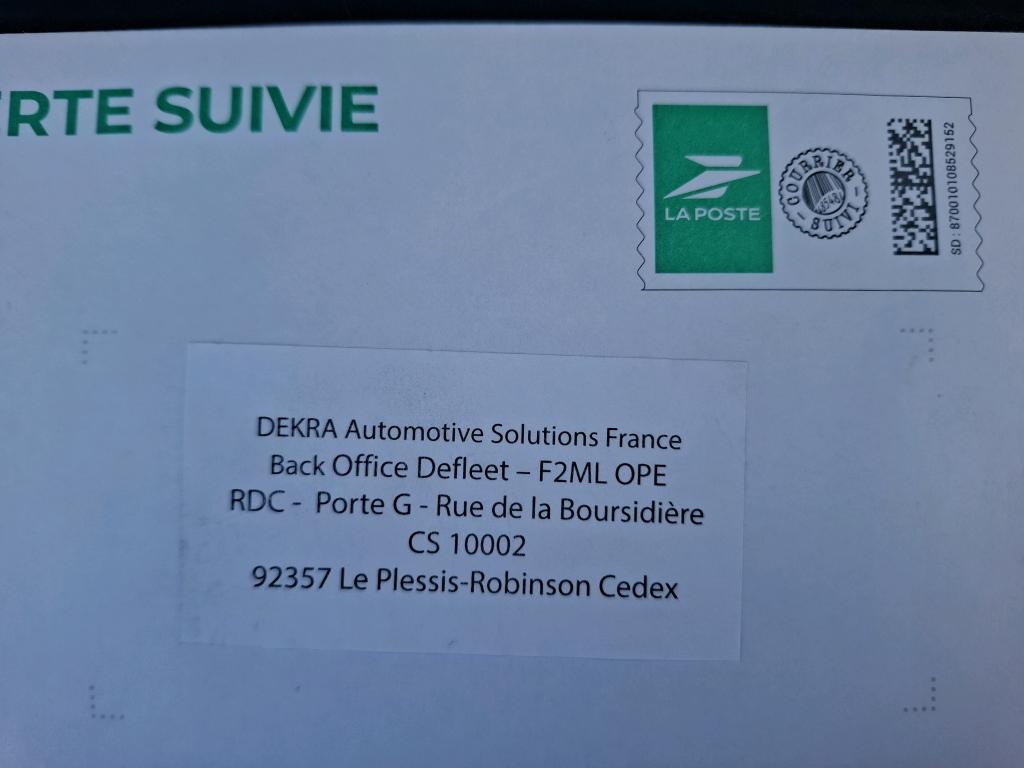 ERTE SUIVIE
LA POSTE
COURRIER
SUIVI
SD : 87001010852915​2
DEKRA Automotive Solutions France
Back Office Defleet – F2ML OPE
RDC - Porte G - Rue de la Boursidière
CS 10002
92357 Le Plessis-Robinson Cedex